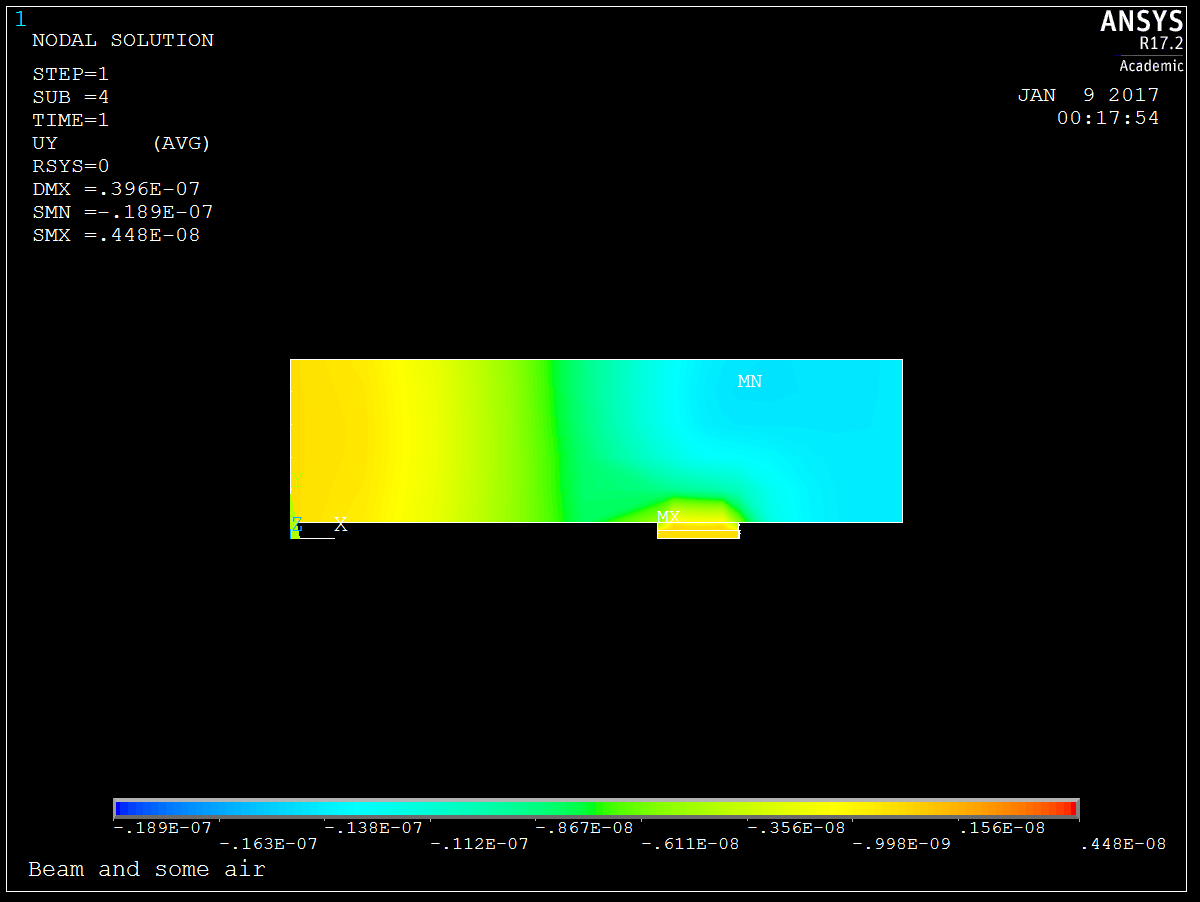 1
NODAL SOLUTION
STEP=1
SUB =4
TIME=1
UY (AVG)
RSYS=0
DMX =.396E-07
SMN =-.189E-07
SMX =.448E-08
ANSYS
R17.2
Academic
JAN 9 2017
00:17:54
MN
Y
MX
Z X
-.189E-07 -.138E-07 -.867E-08 -.356E-08 .156E-08
-.163E-07 -.112E-07 -.611E-08 -.998E-09 .448E-08
Beam and some air